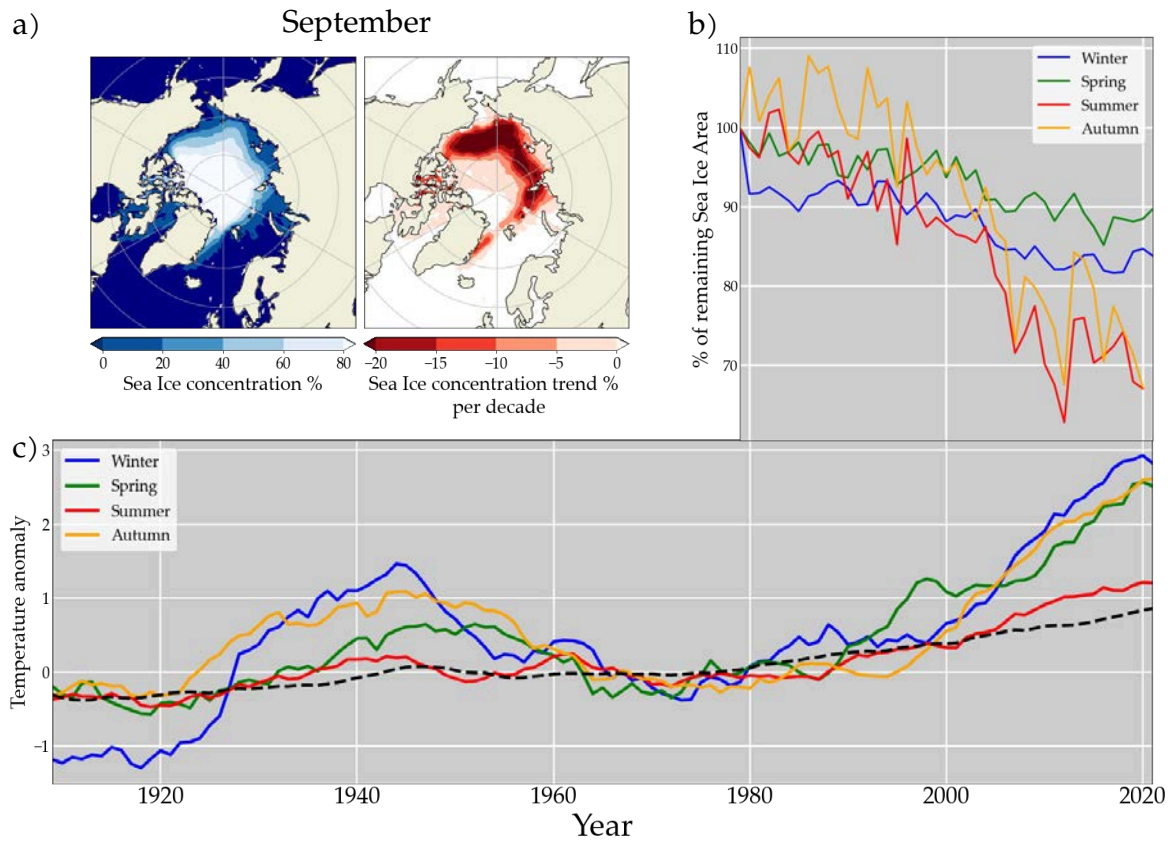 a)
September
0 20 40 60 80
Sea Ice concentration %
−20 −15 −10 −5 0
Sea Ice concentration trend %
per decade
b)
110
100
90
80
70
% of remaining Sea Ice Area
Winter
Spring
Summer
Autumn
c)
3
2
1
0
−1
Temperature anomaly
Winter
Spring
Summer
Autumn
1920 1940 1960 1980 2000 2020
Year